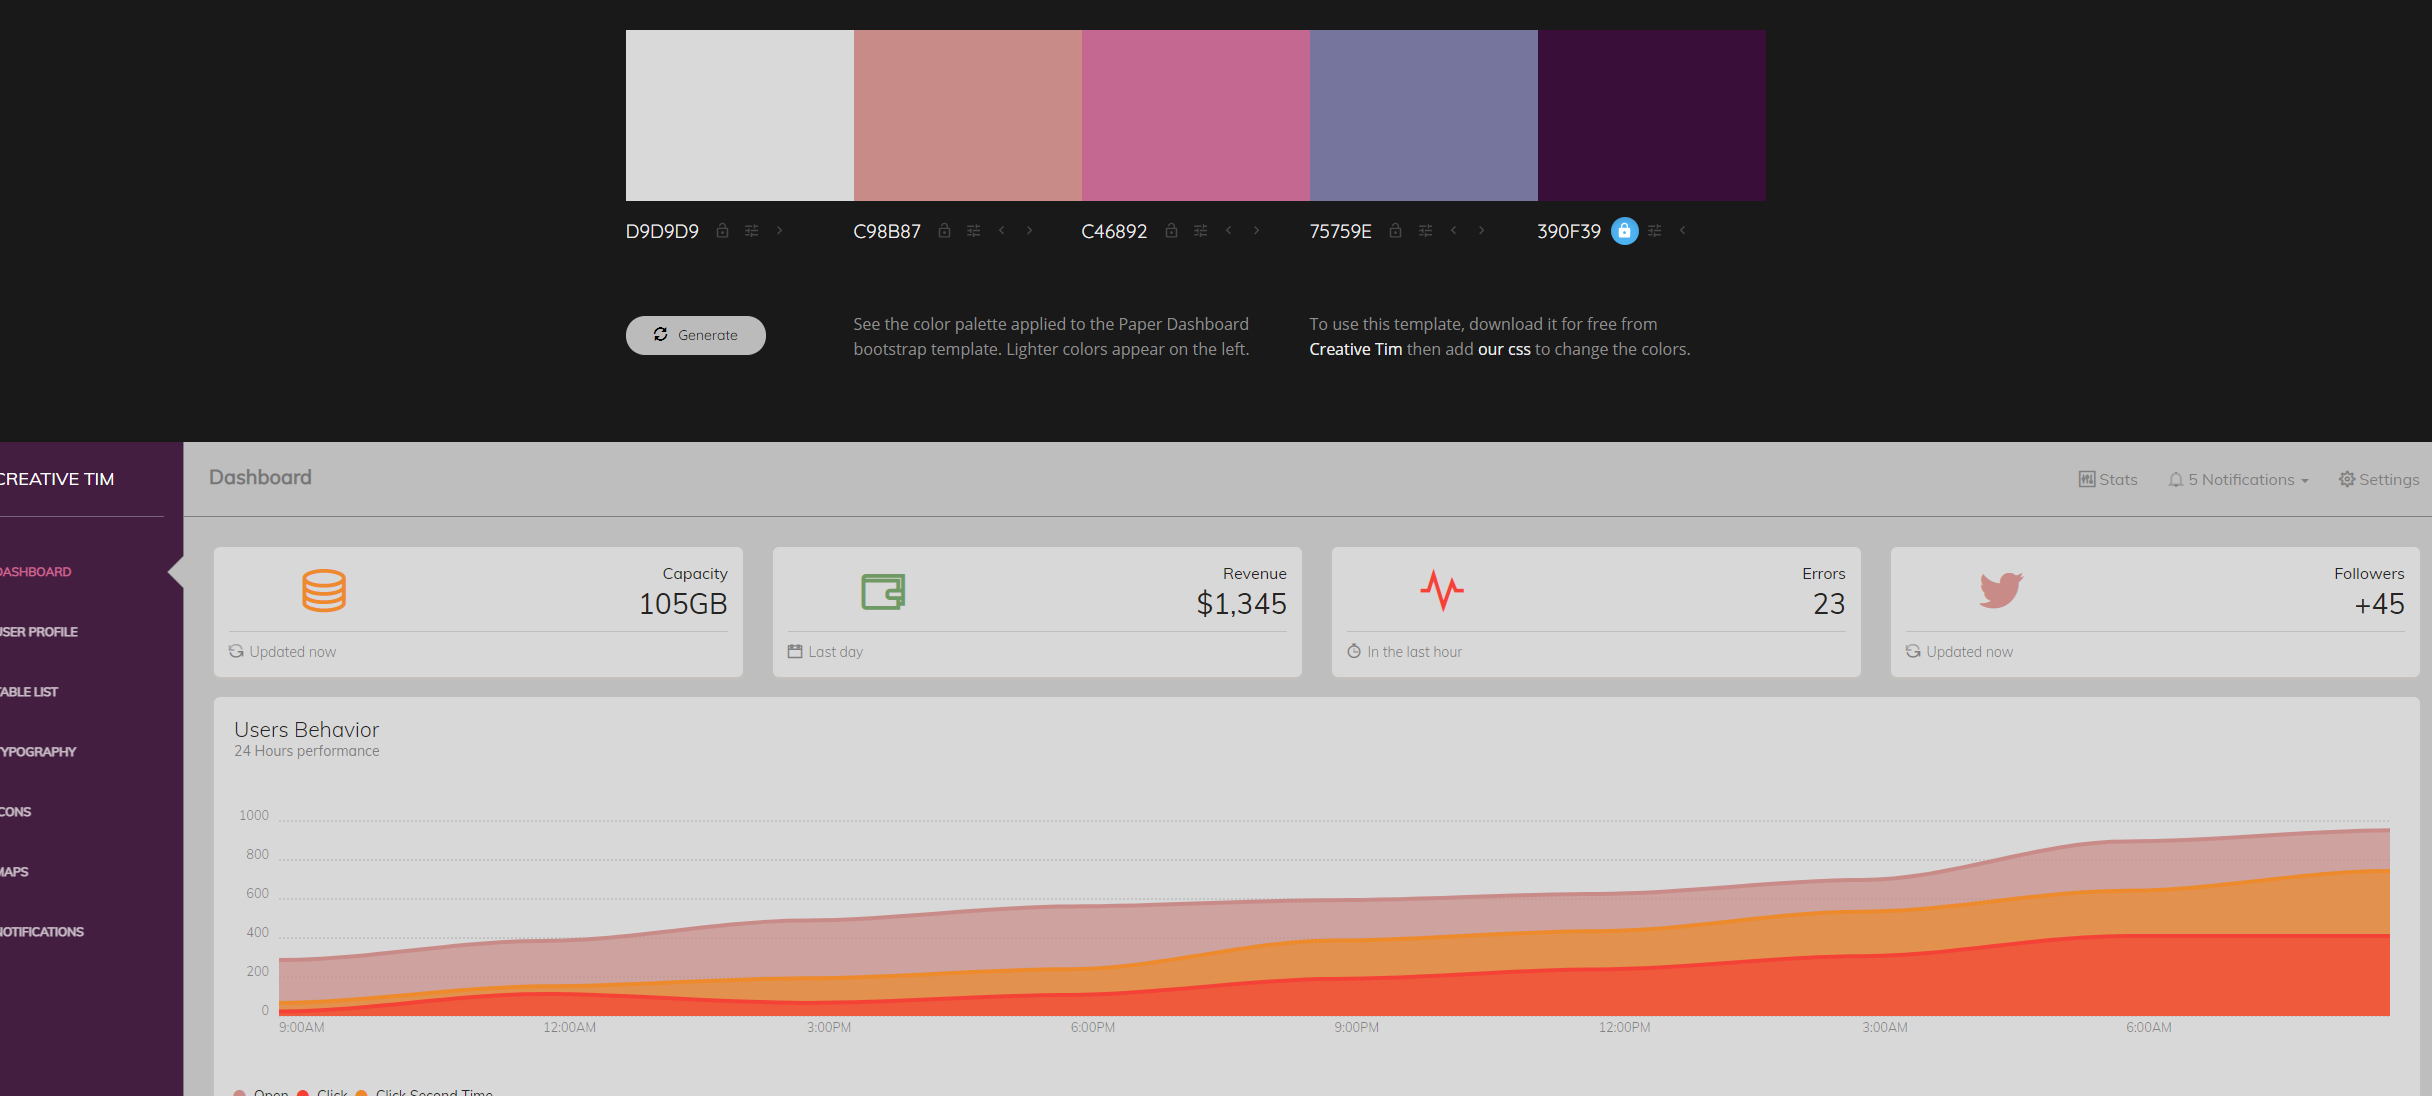 D9D9D9
C98B87
C46892
75759E
390F39
Generate
See the color palette applied to the Paper Dashboard
bootstrap template. Lighter colors appear on the left.
To use this template, download it for free from
Creative Tim then add our css to change the colors.
CREATIVE TIM
DASHBOARD
USER PROFILE
TABLE LIST
TYPOGRAPHY
ICONS
MAPS
NOTIFICATIONS
Dashboard
Stats
5 Notifications
Settings
Capacity
105GB
Updated now
Revenue
$1,345
Last day
Errors
23
In the last hour
Followers
+45
Updated now
Users Behavior
24 Hours performance
1000
800
600
400
200
0
9:00AM
12:00AM
3:00PM
6:00PM
9:00PM
12:00PM
3:00AM
6:00AM
Open Click Click Second Time